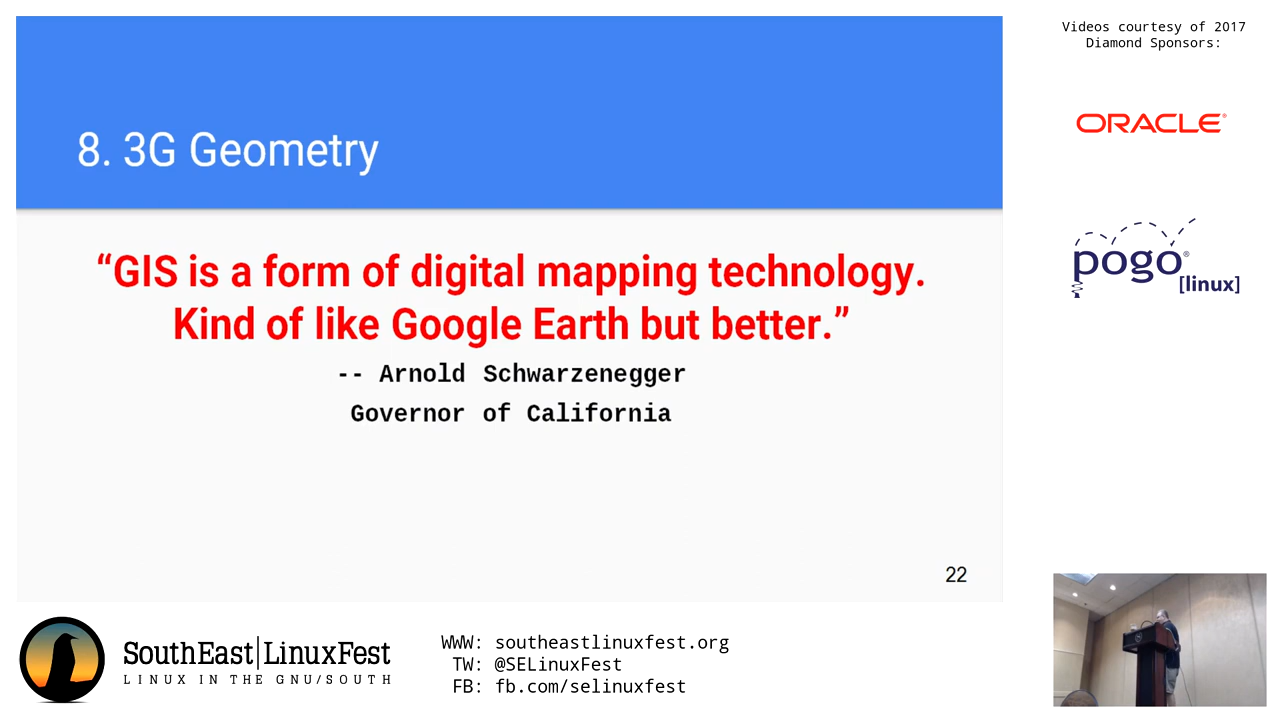 Videos courtesy of 2017
Diamond Sponsors:
8. 3G Geometry
ORACLE®
“GIS is a form of digital mapping technology.
Kind of like Google Earth but better.”
-- Arnold Schwarzenegger
Governor of California
pogo®
[linux]
22
SouthEast|LinuxFest
LINUX IN THE GNU/SOUTH
WWW: southeastlinuxfest.org
TW: @SELinuxFest
FB: fb.com/selinuxfest